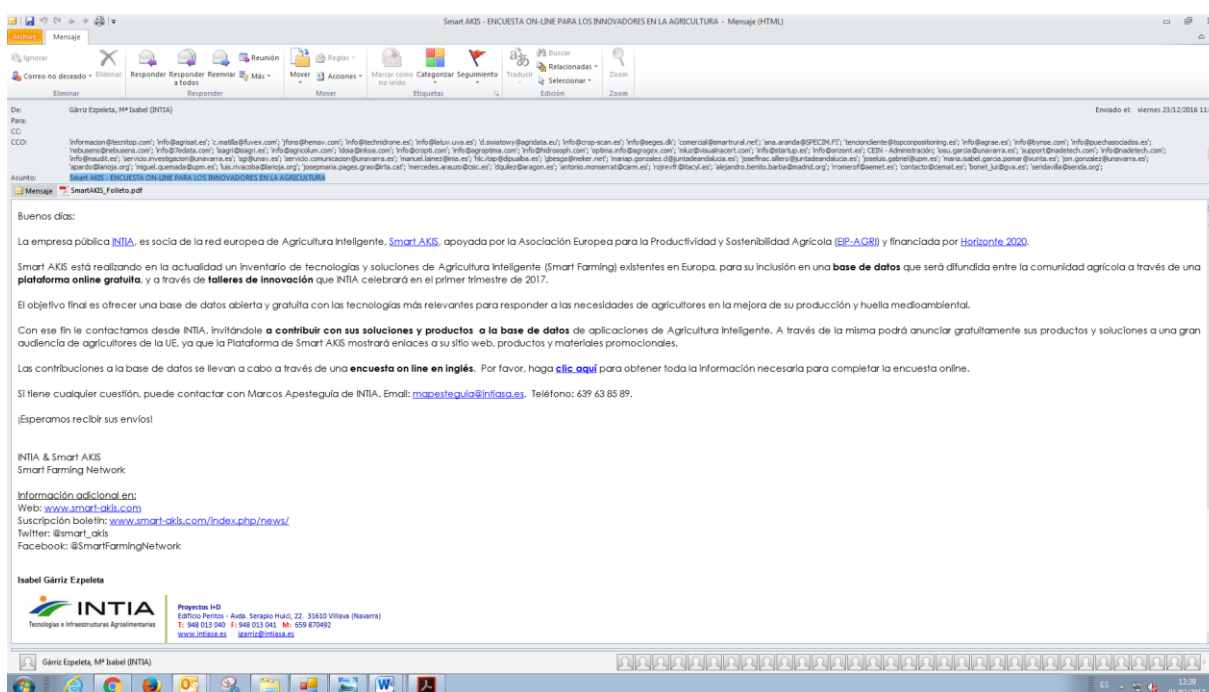 Smart AKIS - ENCUESTA ON-LINE PARA LOS INNOVADORES EN LA AGRICULTURA - Mensaje (HTML)
Archivo Mensaje
Ignorar
Correo no deseado Eliminar
Responder Responder a todos Reenviar Reunión Más
Mover Reglas Acciones
Marcar como no leído Categorizar Seguimiento
Traducir Buscar Relacionadas Seleccionar
Zoom
Eliminar Responder Mover Etiquetas Edición Zoom
De: Gárriz Ezpeleta, Mª Isabel (INTIA) Enviado el: viernes 23/12/2016 11:
Para:
CC:
CCO:
Asunto: Smart AKIS - ENCUESTA ON-LINE PARA LOS INNOVADORES EN LA AGRICULTURA
Mensaje SmartAKIS_Folleto.pdf
Buenos días:
La empresa pública INTIA, es socia de la red europea de Agricultura Inteligente, Smart AKIS, apoyada por la Asociación Europea para la Productividad y Sostenibilidad Agrícola (EIP-AGRI) y financiada por Horizonte 2020.
Smart AKIS está realizando en la actualidad un inventario de tecnologías y soluciones de Agricultura Inteligente (Smart Farming) existentes en Europa, para su inclusión en una base de datos que será difundida entre la comunidad agrícola a través de una
plataforma online gratuita, y a través de talleres de innovación que INTIA celebrará en el primer trimestre de 2017.
El objetivo final es ofrecer una base de datos abierta y gratuita con las tecnologías más relevantes para responder a las necesidades de agricultores en la mejora de su producción y huella medioambiental.
Con ese fin le contactamos desde INTIA, invitándole a contribuir con sus soluciones y productos a la base de datos de aplicaciones de Agricultura Inteligente. A través de la misma podrá anunciar gratuitamente sus productos y soluciones a una gran
audiencia de agricultores de la UE, ya que la Plataforma de Smart AKIS mostrará enlaces a su sitio web, productos y materiales promocionales.
Las contribuciones a la base de datos se llevan a cabo a través de una encuesta on line en inglés. Por favor, haga clic aquí para obtener toda la información necesaria para completar la encuesta online.
Si tiene cualquier cuestión, puede contactar con Marcos Apesteguía de INTIA. Email: mapesteguia@intiasa.es. Teléfono: 639 63 85 89.
¡Esperamos recibir sus envíos!
INTIA & Smart AKIS
Smart Farming Network
Información adicional en:
Web: www.smart-akis.com
Suscripción boletín: www.smart-akis.com/index.php/news/
Twitter: @smart_akis
Facebook: @SmartFarmingNetwork
Isabel Gárriz Ezpeleta
INTIA
Tecnologías e Infraestructuras Agroalimentarias
Proyectos I+D
Edificio Peritos - Avda. Serapio Huici, 22. 31610 Villava (Navarra)
T: 948 013 040 F: 948 013 041 M: 659 870492
www.intiasa.es igarriz@intiasa.es
Gárriz Ezpeleta, Mª Isabel (INTIA)
ES 12:39